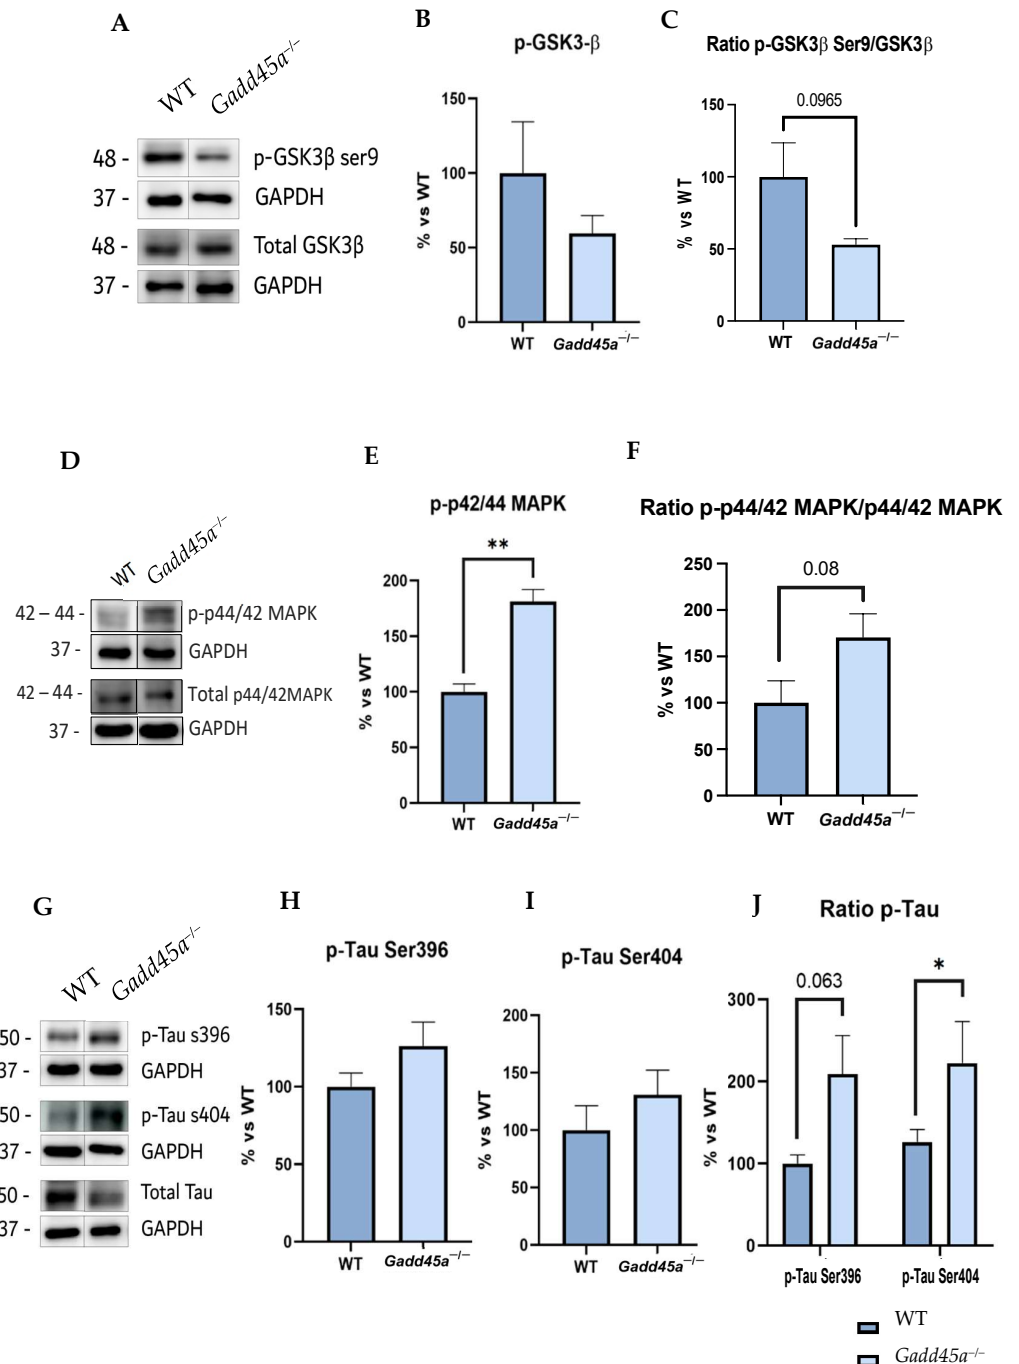 A
B
C
p-GSK3-β
Ratio p-GSK3β Ser9/GSK3β
WT
Gadd45a−/−
48 -
p-GSK3β ser9
37 -
GAPDH
48 -
Total GSK3β
37 -
GAPDH
% vs WT
150
100
50
0
WT
Gadd45a−/−
0.0965
% vs WT
150
100
50
0
WT
Gadd45a−/−
D
E
F
p-p42/44 MAPK
Ratio p-p44/42 MAPK/p44/42 MAPK
WT
Gadd45a−/−
42 – 44 -
p-p44/42 MAPK
37 -
GAPDH
42 – 44 -
Total p44/42MAPK
37 -
GAPDH
**
% vs WT
200
150
100
50
0
WT
Gadd45a−/−
0.08
% vs WT
250
200
150
100
50
0
WT
Gadd45a−/−
G
H
I
J
p-Tau Ser396
p-Tau Ser404
Ratio p-Tau
WT
Gadd45a−/−
50 -
p-Tau s396
37 -
GAPDH
50 -
p-Tau s404
37 -
GAPDH
50 -
Total Tau
37 -
GAPDH
% vs WT
150
100
50
0
WT
Gadd45a−/−
% vs WT
200
150
100
50
0
WT
Gadd45a−/−
0.063
*
% vs WT
300
200
100
0
p-Tau Ser396
p-Tau Ser404
WT
Gadd45a−/−